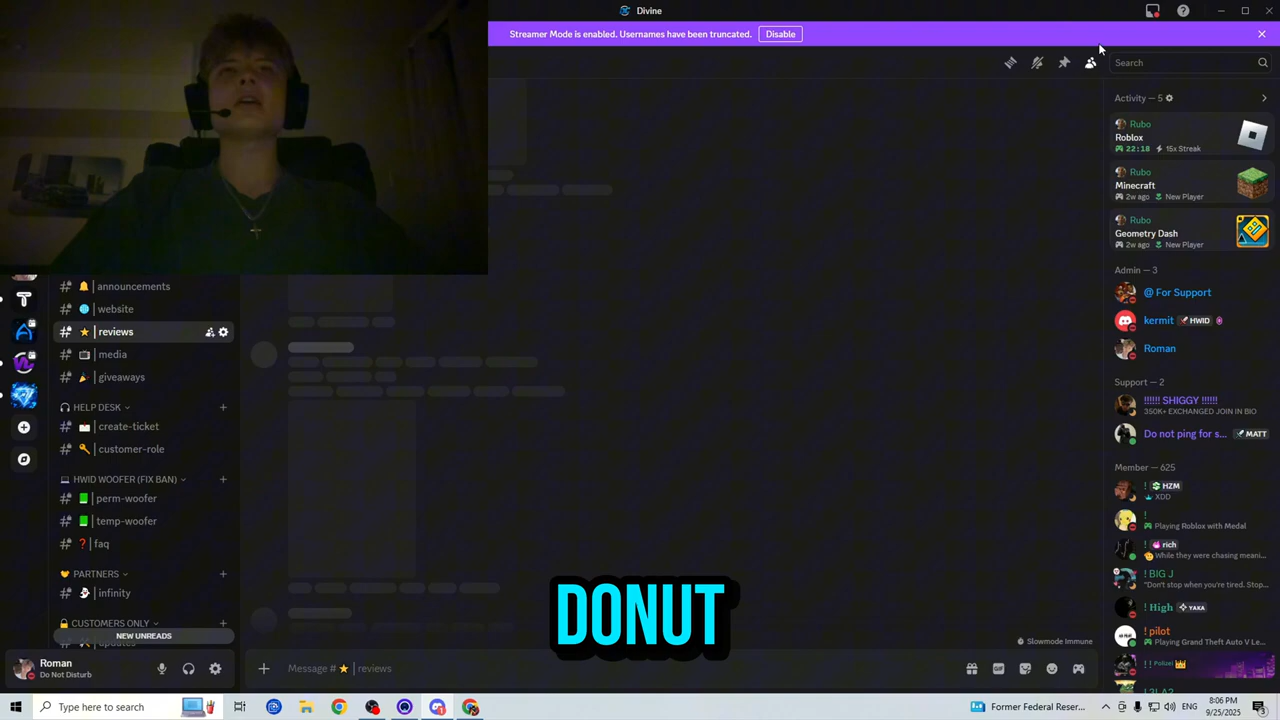 Divine
Streamer Mode is enabled. Usernames have been truncated.
Disable
Search
Activity — 5
Rubo
Roblox
22:18
15x Streak
Rubo
Minecraft
2w ago
New Player
Rubo
Geometry Dash
2w ago
New Player
Admin — 3
@ For Support
kermit
HWID
Roman
Support — 2
!!!!!! SHIGGY !!!!!!
350K+ EXCHANGED JOIN IN BIO
Do not ping for s...
MATT
Member — 625
! HZM
XDD
!
Playing Roblox with Medal
! rich
While they were chasing meani...
! BIG J
"Don't stop when you're tired. Stop...
! High
YAKA
! pilot
Playing Grand Theft Auto V Le...
! Poluzei
announcements
website
reviews
media
giveaways
HELP DESK
create-ticket
customer-role
HWID WOOFER (FIX BAN)
perm-woofer
temp-woofer
faq
PARTNERS
infinity
CUSTOMERS ONLY
NEW UNREADS
DONUT
Slowmode Immune
Roman
Do Not Disturb
Message # ⭐ | reviews
GIF
Type here to search
Former Federal Reser...
ENG
8:06 PM
9/25/2025